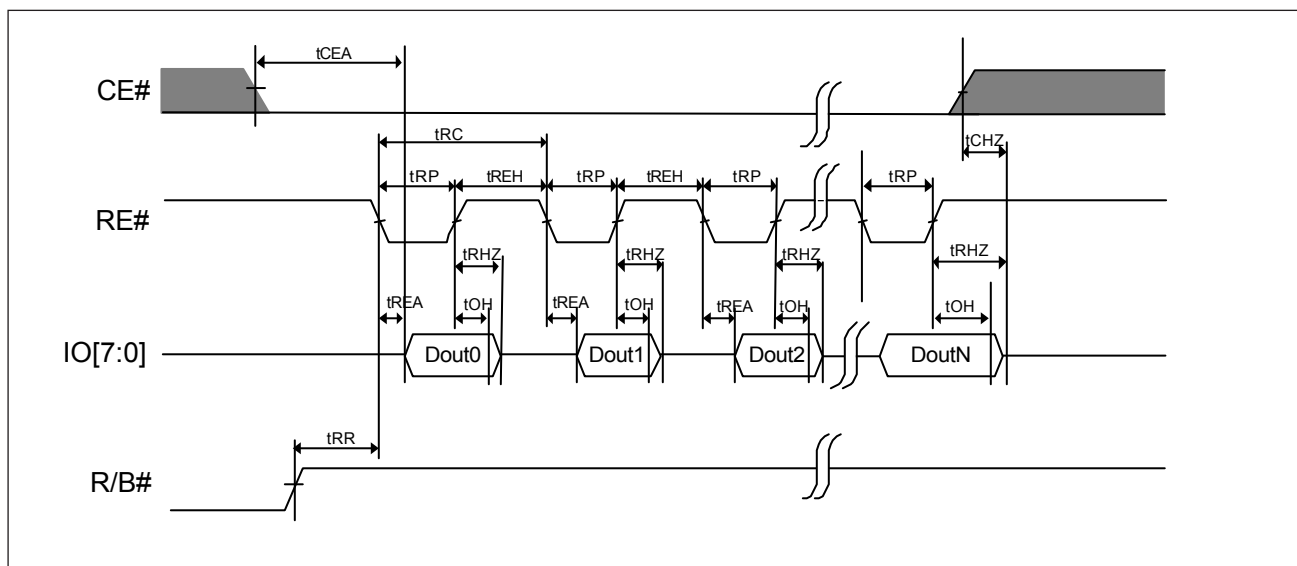 tCEA
CE#
tRC
tCHZ
tRP tREH tRP tREH tRP tRP
RE#
tRHZ tRHZ tRHZ tRHZ
tREA tOH tREA tOH tREA tOH tOH
IO[7:0] Dout0 Dout1 Dout2 DoutN
tRR
R/B#